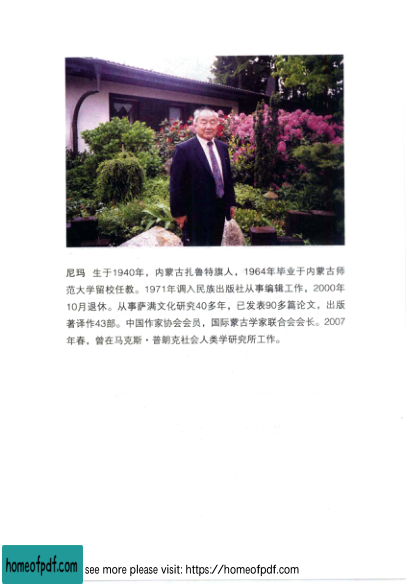 尼玛 生于1940年，内蒙古扎鲁特旗人，1964年毕业于内蒙古师
范大学留校任教。1971年调入民族出版社从事编辑工作，2000年
10月退休。从事萨满文化研究40多年，已发表90多篇论文，出版
著译作43部。中国作家协会会员，国际蒙古学家联合会会长。2007
年春，曾在马克斯·普朗克社会人类学研究所工作。
homeofpdf.com
see more please visit: https://homeofpdf.com